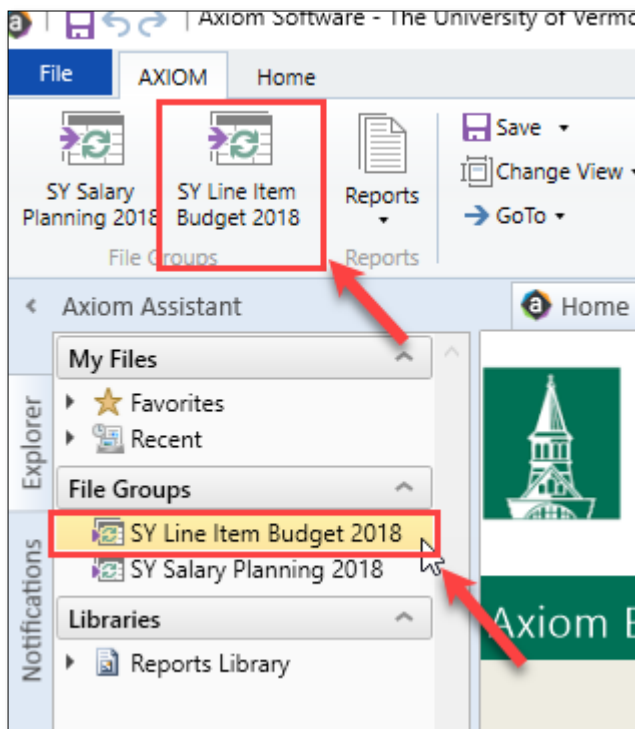 Axiom Software - The University of Vermo
File AXIOM Home
SY Salary
Planning 2018
SY Line Item
Budget 2018
Reports
Save
Change View
GoTo
File Groups
Reports
Axiom Assistant
a Home
My Files
Favorites
Recent
File Groups
SY Line Item Budget 2018
SY Salary Planning 2018
Libraries
Reports Library
Explorer
Notifications
Axiom